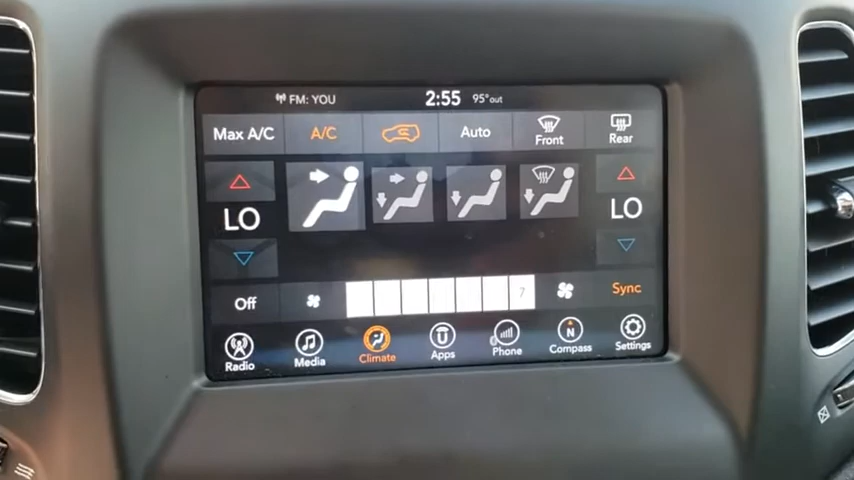 FM: YOU 2:55 95°out
Max A/C A/C Auto Front Rear
LO LO
Off 7 Sync
Radio Media Climate Apps Phone Compass Settings
N